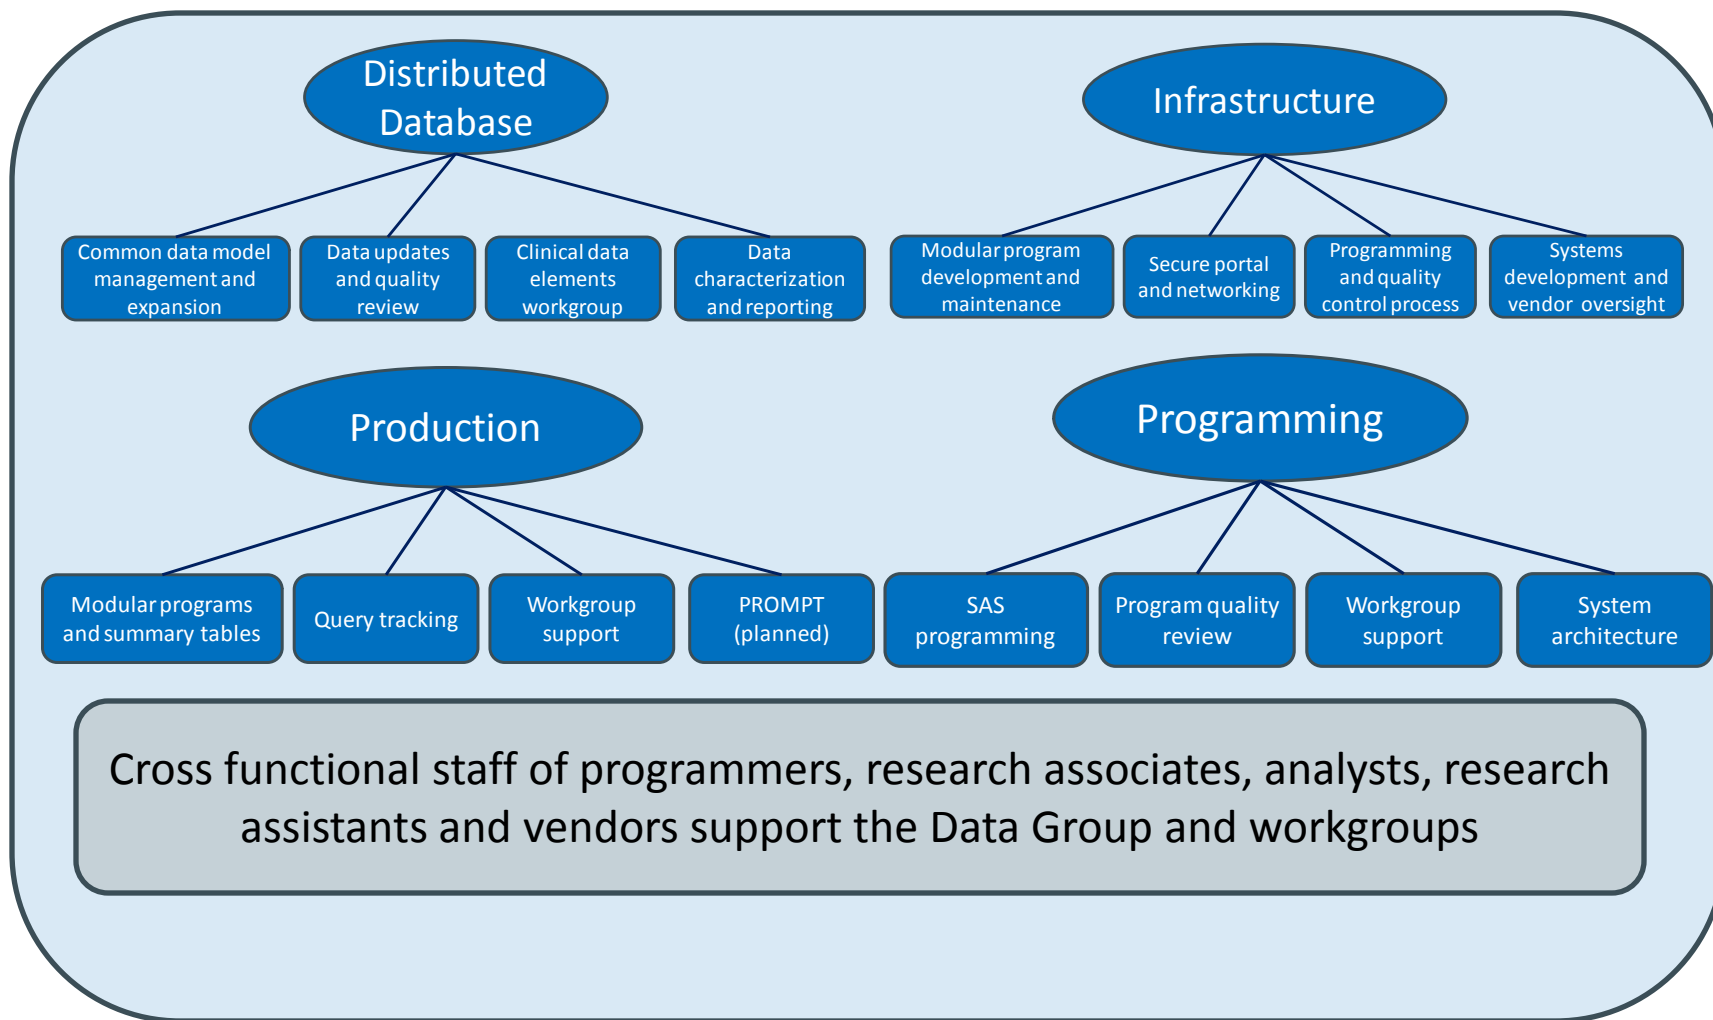 Distributed
Database
Infrastructure
Common data model
management and
expansion
Data updates
and quality
review
Clinical data
elements
workgroup
Data
characterization
and reporting
Modular program
development and
maintenance
Secure portal
and networking
Programming
and quality
control process
Systems
development and
vendor oversight
Production
Programming
Modular programs
and summary tables
Query tracking
Workgroup
support
PROMPT
(planned)
SAS
programming
Program quality
review
Workgroup
support
System
architecture
Cross functional staff of programmers, research associates, analysts, research
assistants and vendors support the Data Group and workgroups